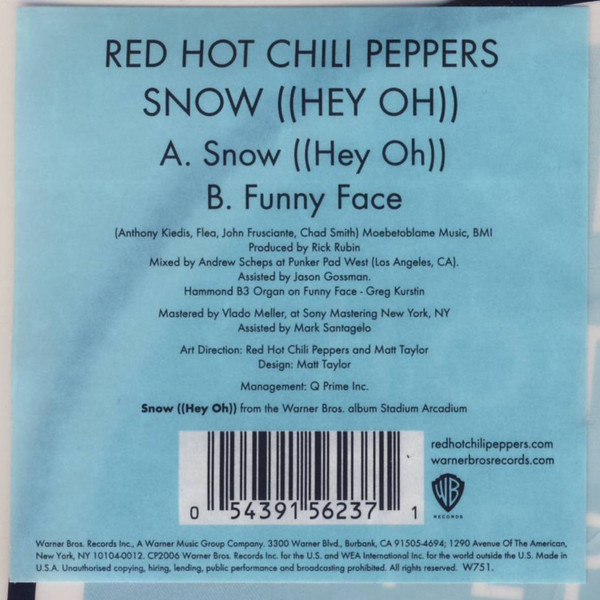 RED HOT CHILI PEPPERS
SNOW ((HEY OH))
A. Snow ((Hey Oh))
B. Funny Face
(Anthony Kiedis, Flea, John Frusciante, Chad Smith) Moebetoblame Music, BMI
Produced by Rick Rubin
Mixed by Andrew Scheps at Punker Pad West (Los Angeles, CA).
Assisted by Jason Gossman.
Hammond B3 Organ on Funny Face - Greg Kurstin
Mastered by Vlado Meller, at Sony Mastering New York, NY
Assisted by Mark Santagelo
Art Direction: Red Hot Chili Peppers and Matt Taylor
Design: Matt Taylor
Management: Q Prime Inc.
Snow ((Hey Oh)) from the Warner Bros. album Stadium Arcadium
redhotchilipeppers.com
warnerbrosrecords.com
WB
RECORDS
0 54391 56237 1
Warner Bros. Records Inc., A Warner Music Group Company. 3300 Warner Blvd., Burbank, CA 91505-4694; 1290 Avenue Of The American,
New York, NY 10104-0012. CP2006 Warner Bros. Records Inc. for the U.S. and WEA International Inc. for the world outside the U.S. Made in
U.S.A. Unauthorised copying, hiring, lending, public performance and broadcasting prohibited. All rights reserved. W751.